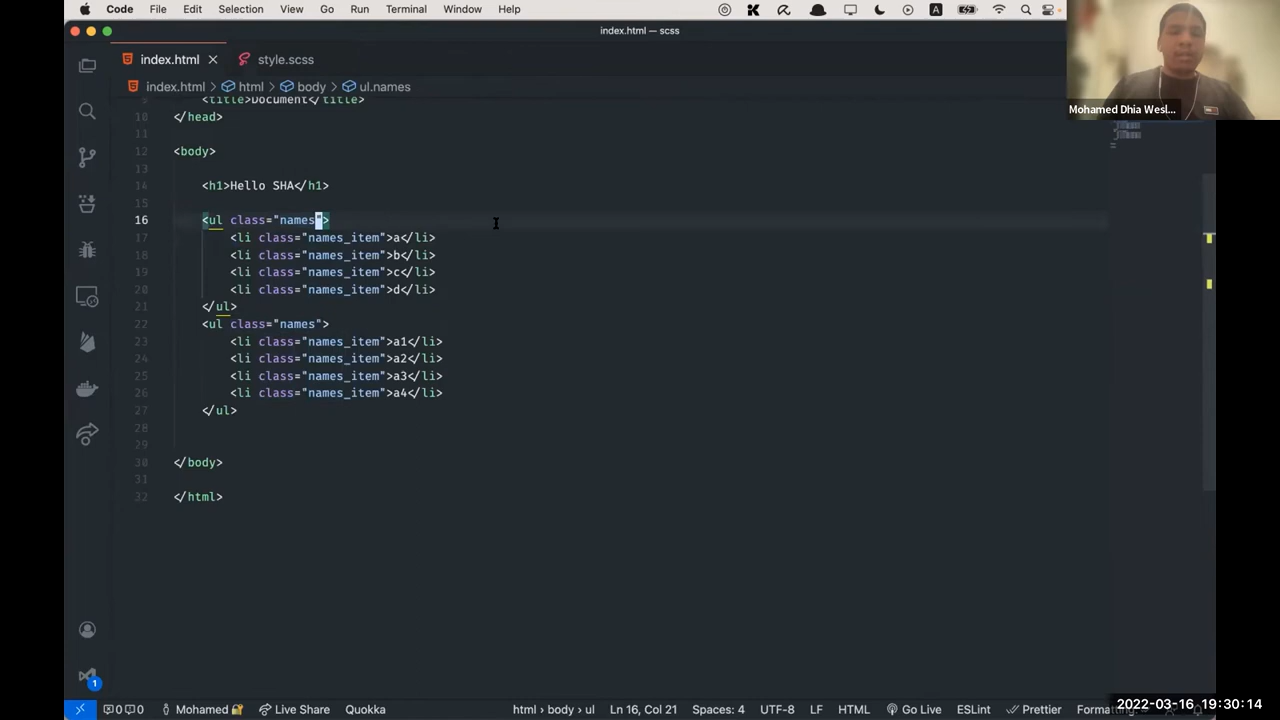 Code File Edit Selection View Go Run Terminal Window Help
index.html — scss
index.html style.scss
index.html > html > body > ul.names
Mohamed Dhia Wesl...
<title>Document</title>
10 </head>
11
12 <body>
13
14 <h1>Hello SHA</h1>
15
16 <ul class="names">
17 <li class="names_item">a</li>
18 <li class="names_item">b</li>
19 <li class="names_item">c</li>
20 <li class="names_item">d</li>
21 </ul>
22 <ul class="names">
23 <li class="names_item">a1</li>
24 <li class="names_item">a2</li>
25 <li class="names_item">a3</li>
26 <li class="names_item">a4</li>
27 </ul>
28
29
30 </body>
31
32 </html>
1
0 0 Mohamed Live Share Quokka html > body > ul Ln 16, Col 21 Spaces: 4 UTF-8 LF HTML Go Live ESLint Prettier
2022-03-16 19:30:14